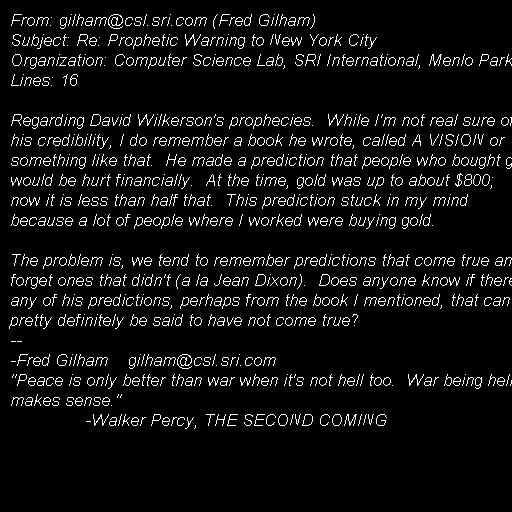 From: gilham@csl.sri.com (Fred Gilham)
Subject: Re: Prophetic Warning to New York City
Organization: Computer Science Lab, SRI International, Menlo Park
Lines: 16

Regarding David Wilkerson's prophecies.  While I'm not real sure of
his credibility, I do remember a book he wrote, called A VISION or
something like that.  He made a prediction that people who bought g
would be hurt financially.  At the time, gold was up to about $800;
now it is less than half that.  This prediction stuck in my mind
because a lot of people where I worked were buying gold.

The problem is, we tend to remember predictions that come true an
forget ones that didn't (a la Jean Dixon).  Does anyone know if there
any of his predictions, perhaps from the book I mentioned, that can
pretty definitely be said to have not come true?
--
-Fred Gilham    gilham@csl.sri.com
"Peace is only better than war when it's not hell too.  War being hell
makes sense."
-Walker Percy, THE SECOND COMING